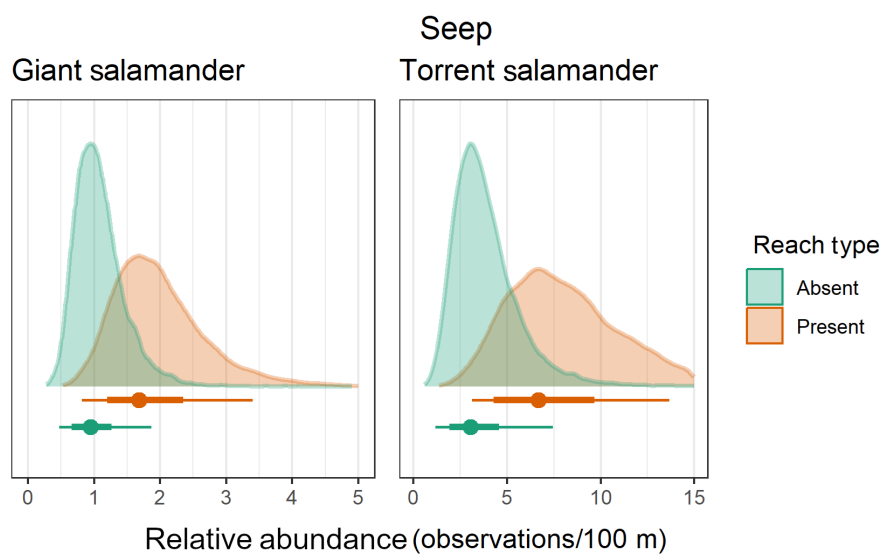 Seep
Giant salamander
Torrent salamander
Reach type
Absent
Present
0 1 2 3 4 5
0 5 10 15
Relative abundance (observations/100 m)